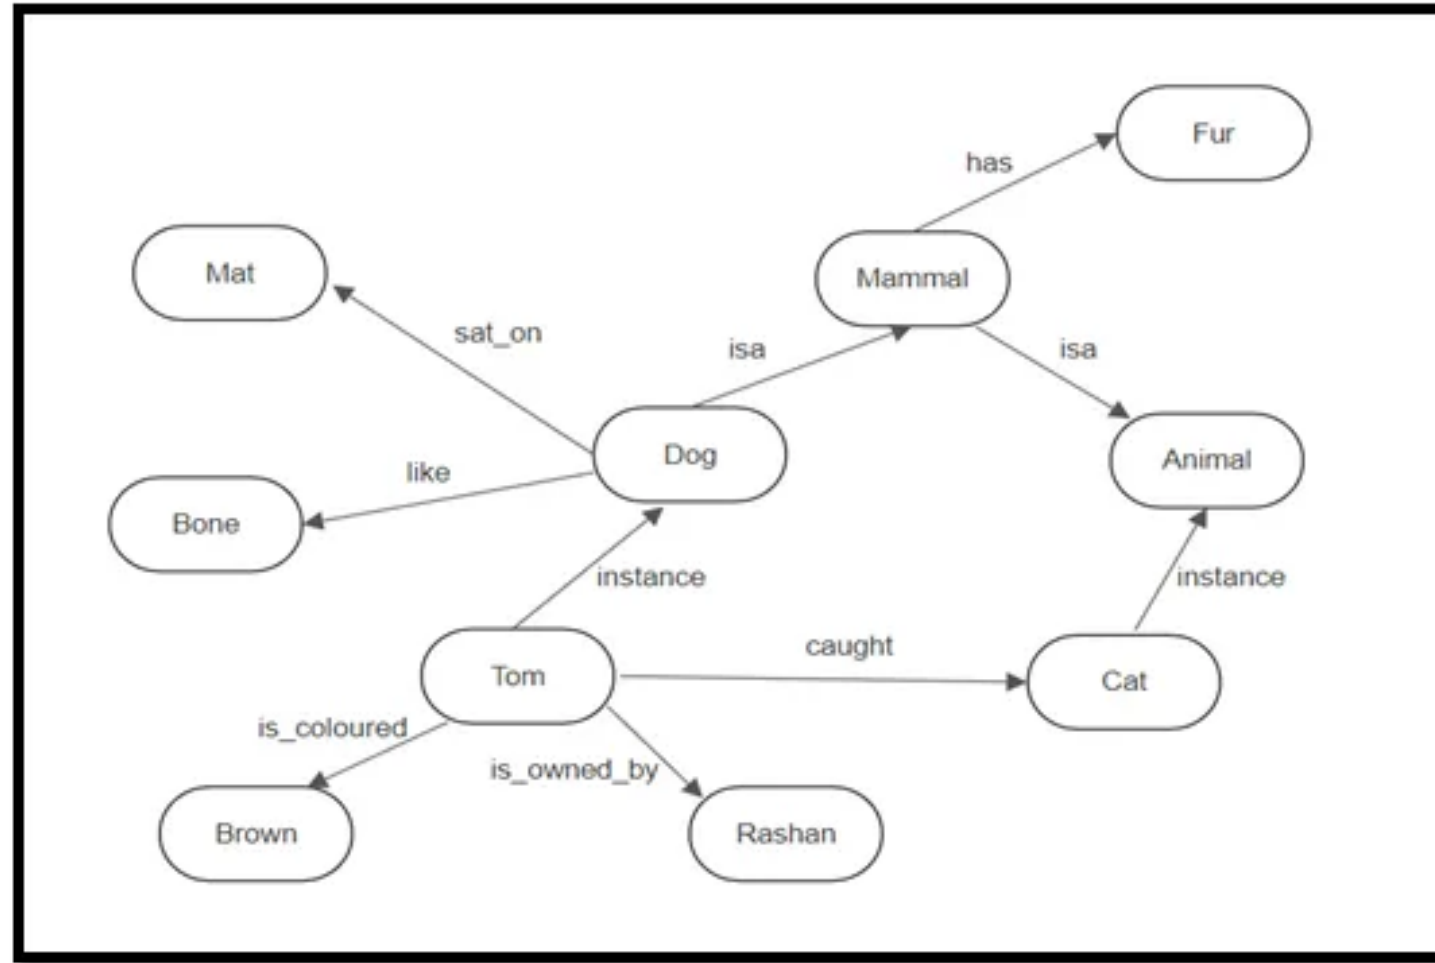 Fur
has
Mat
Mammal
sat_on
isa
isa
Dog
Animal
like
Bone
instance
instance
caught
Tom
Cat
is_coloured
is_owned_by
Brown
Rashan